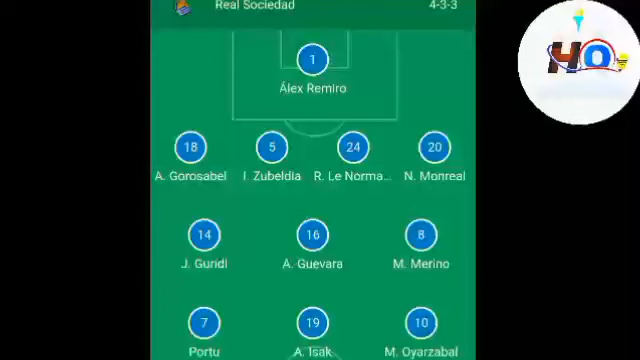 Real Sociedad 4-3-3
1
Álex Remiro
18 5 24 20
A. Gorosabel I. Zubeldia R. Le Norma... N. Monreal
14 16 8
J. Guridi A. Guevara M. Merino
7 19 10
Portu A. Isak M. Oyarzabal
HO